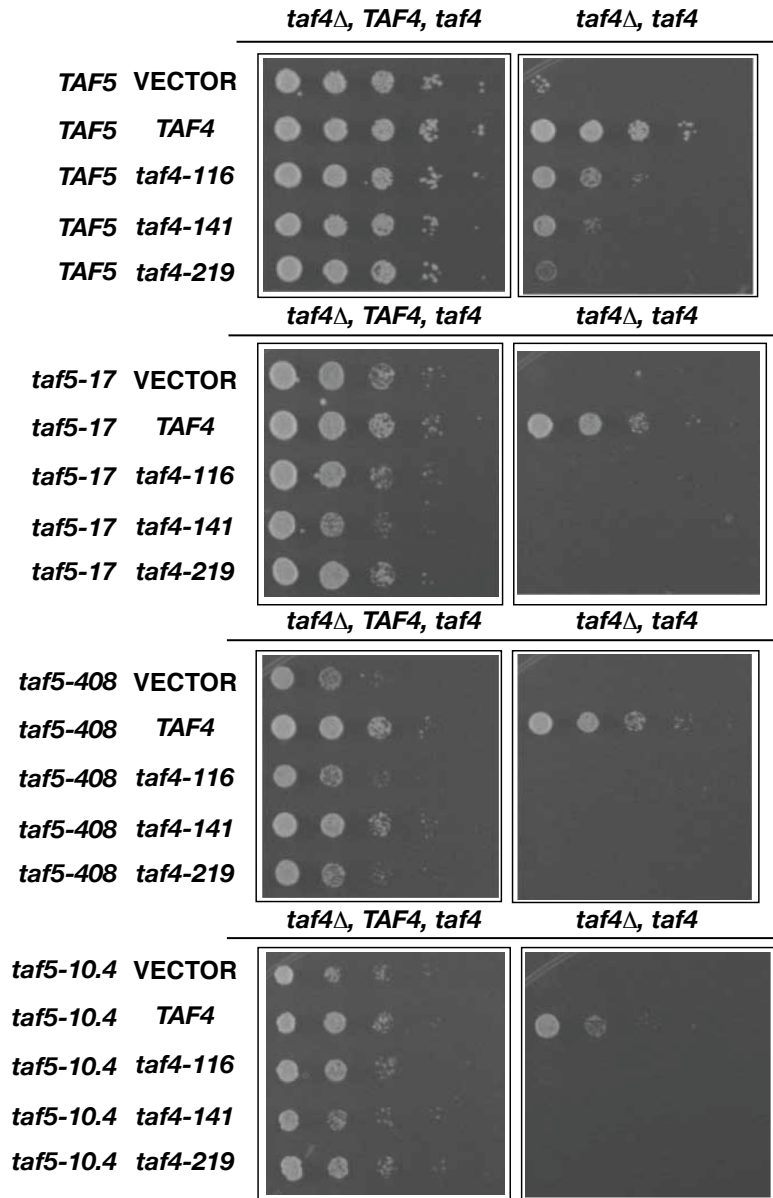 taf4Δ, TAF4, taf4 taf4Δ, taf4
TAF5 VECTOR
TAF5 TAF4
TAF5 taf4-116
TAF5 taf4-141
TAF5 taf4-219
taf4Δ, TAF4, taf4 taf4Δ, taf4
taf5-17 VECTOR
taf5-17 TAF4
taf5-17 taf4-116
taf5-17 taf4-141
taf5-17 taf4-219
taf4Δ, TAF4, taf4 taf4Δ, taf4
taf5-408 VECTOR
taf5-408 TAF4
taf5-408 taf4-116
taf5-408 taf4-141
taf5-408 taf4-219
taf4Δ, TAF4, taf4 taf4Δ, taf4
taf5-10.4 VECTOR
taf5-10.4 TAF4
taf5-10.4 taf4-116
taf5-10.4 taf4-141
taf5-10.4 taf4-219